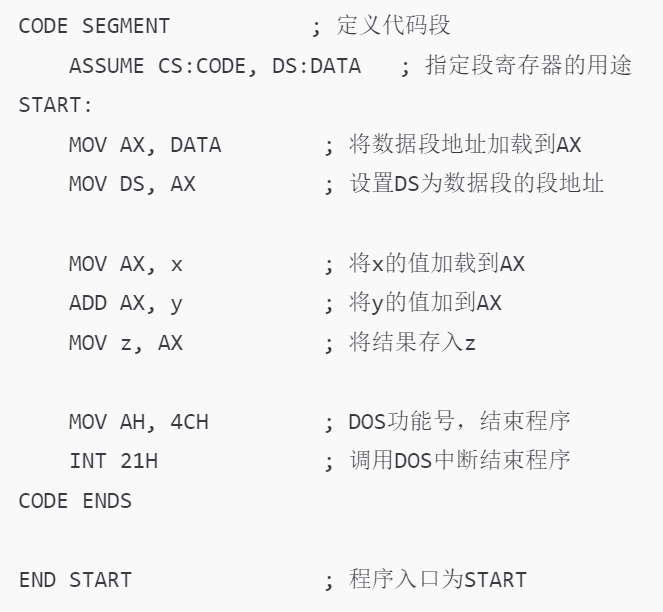 CODE SEGMENT           ; 定义代码段
    ASSUME CS:CODE, DS:DATA   ; 指定段寄存器的用途
START:
    MOV AX, DATA        ; 将数据段地址加载到AX
    MOV DS, AX          ; 设置DS为数据段的段地址
    MOV AX, x           ; 将x的值加载到AX
    ADD AX, y           ; 将y的值加到AX
    MOV z, AX           ; 将结果存入z
    MOV AH, 4CH         ; DOS功能号，结束程序
    INT 21H             ; 调用DOS中断结束程序
CODE ENDS
END START               ; 程序入口为START